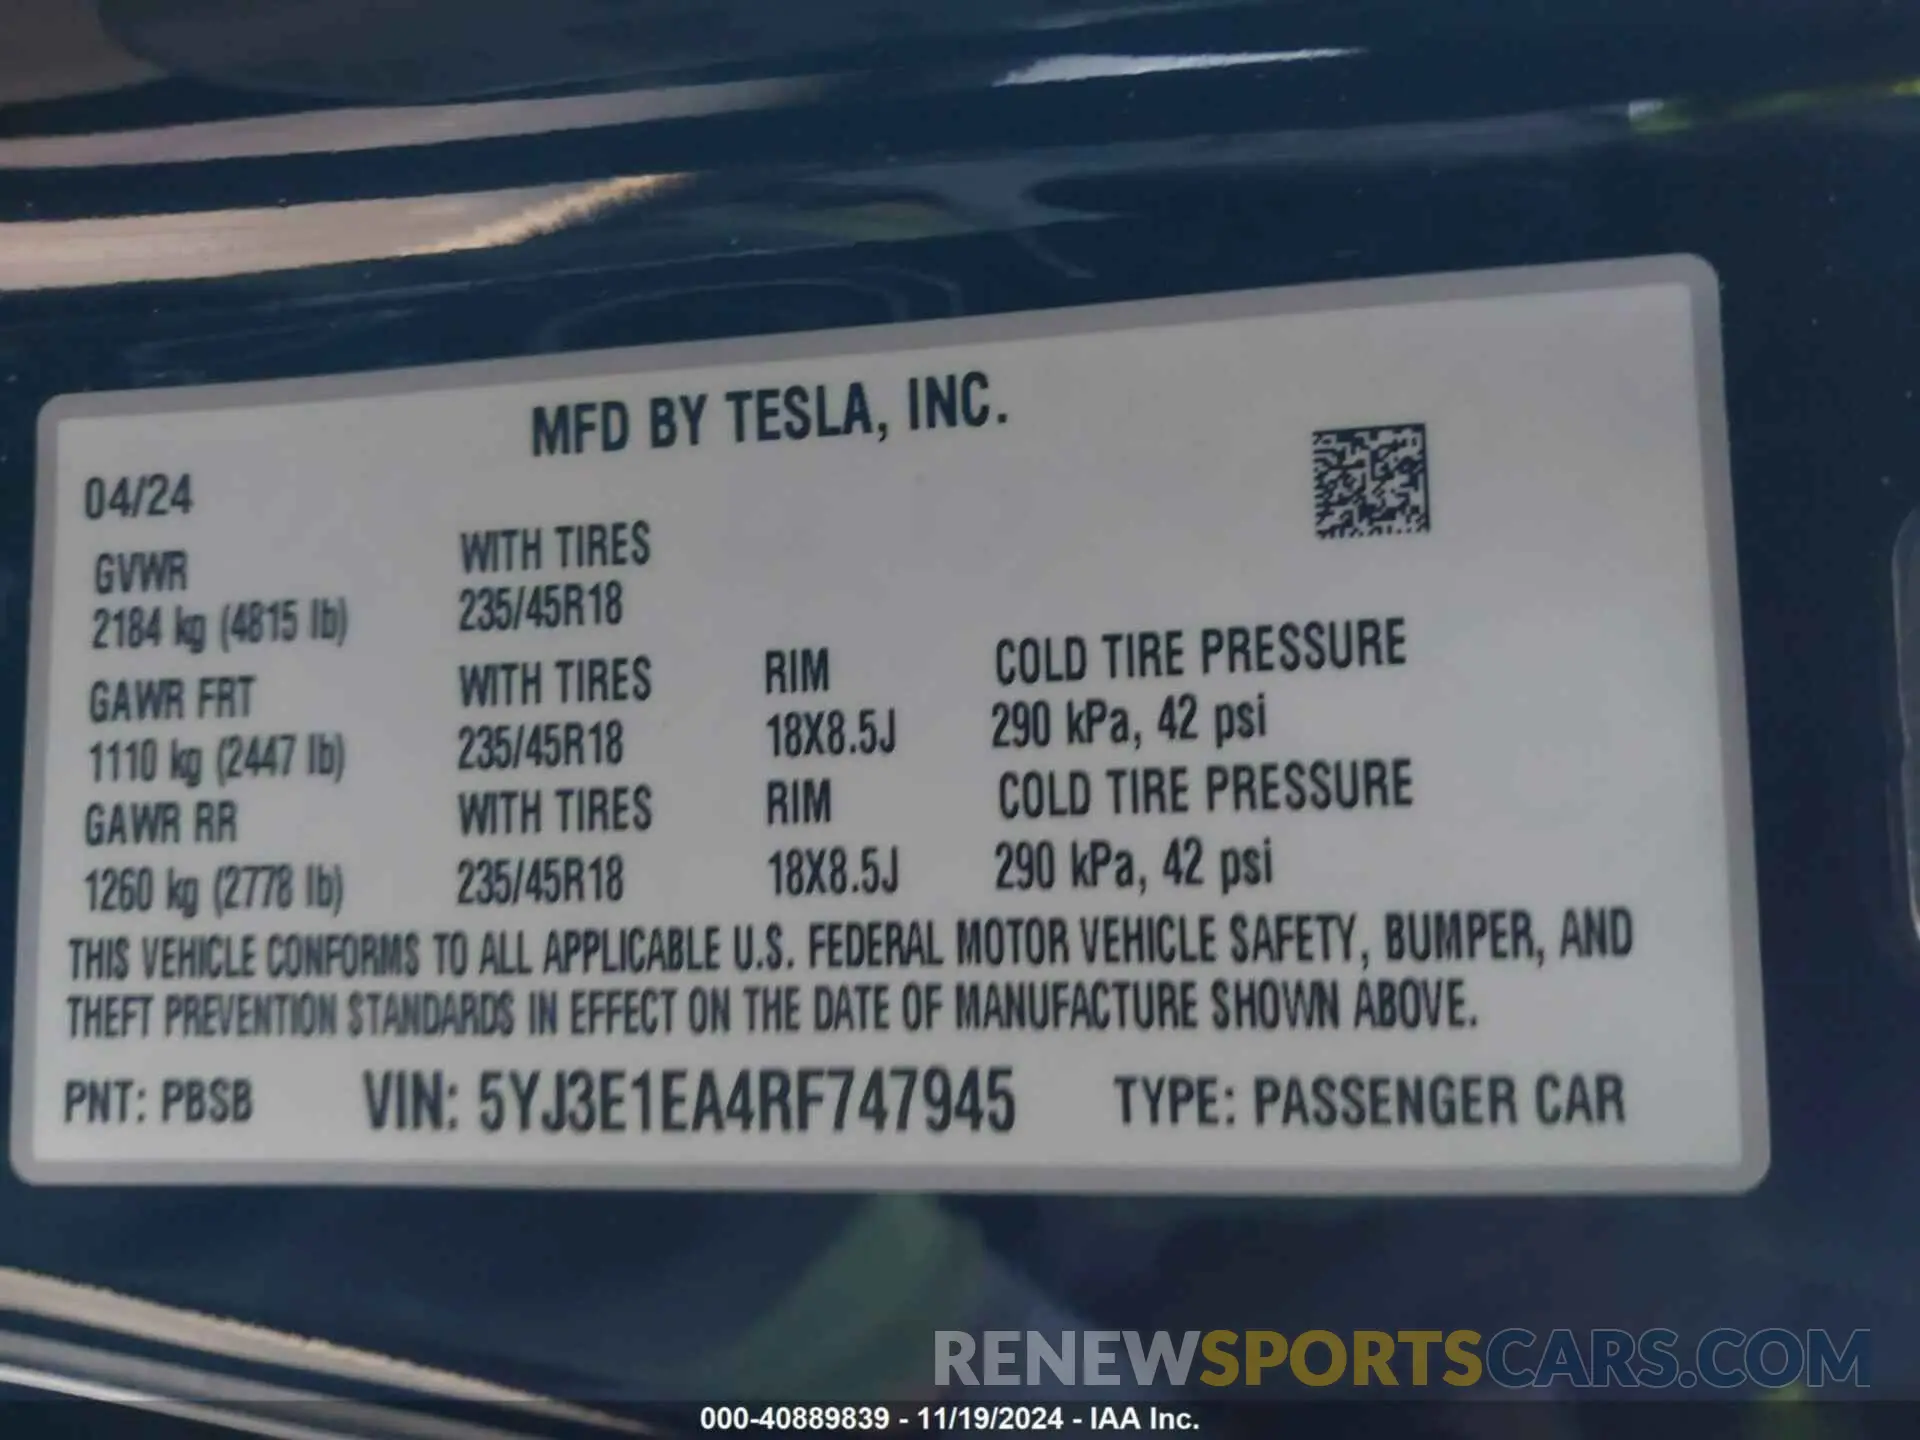 MFD BY TESLA, INC.
04/24
GVWR WITH TIRES
2184 kg (4815 lb) 235/45R18
GAWR FRT WITH TIRES RIM COLD TIRE PRESSURE
1110 kg (2447 lb) 235/45R18 18X8.5J 290 kPa, 42 psi
GAWR RR WITH TIRES RIM COLD TIRE PRESSURE
1260 kg (2778 lb) 235/45R18 18X8.5J 290 kPa, 42 psi
THIS VEHICLE CONFORMS TO ALL APPLICABLE U.S. FEDERAL MOTOR VEHICLE SAFETY, BUMPER, AND
THEFT PREVENTION STANDARDS IN EFFECT ON THE DATE OF MANUFACTURE SHOWN ABOVE.
PNT: PBSB VIN: 5YJ3E1EA4RF747945 TYPE: PASSENGER CAR
RENEWSPORTSCARS.COM
000-40889839 - 11/19/2024 - IAA Inc.